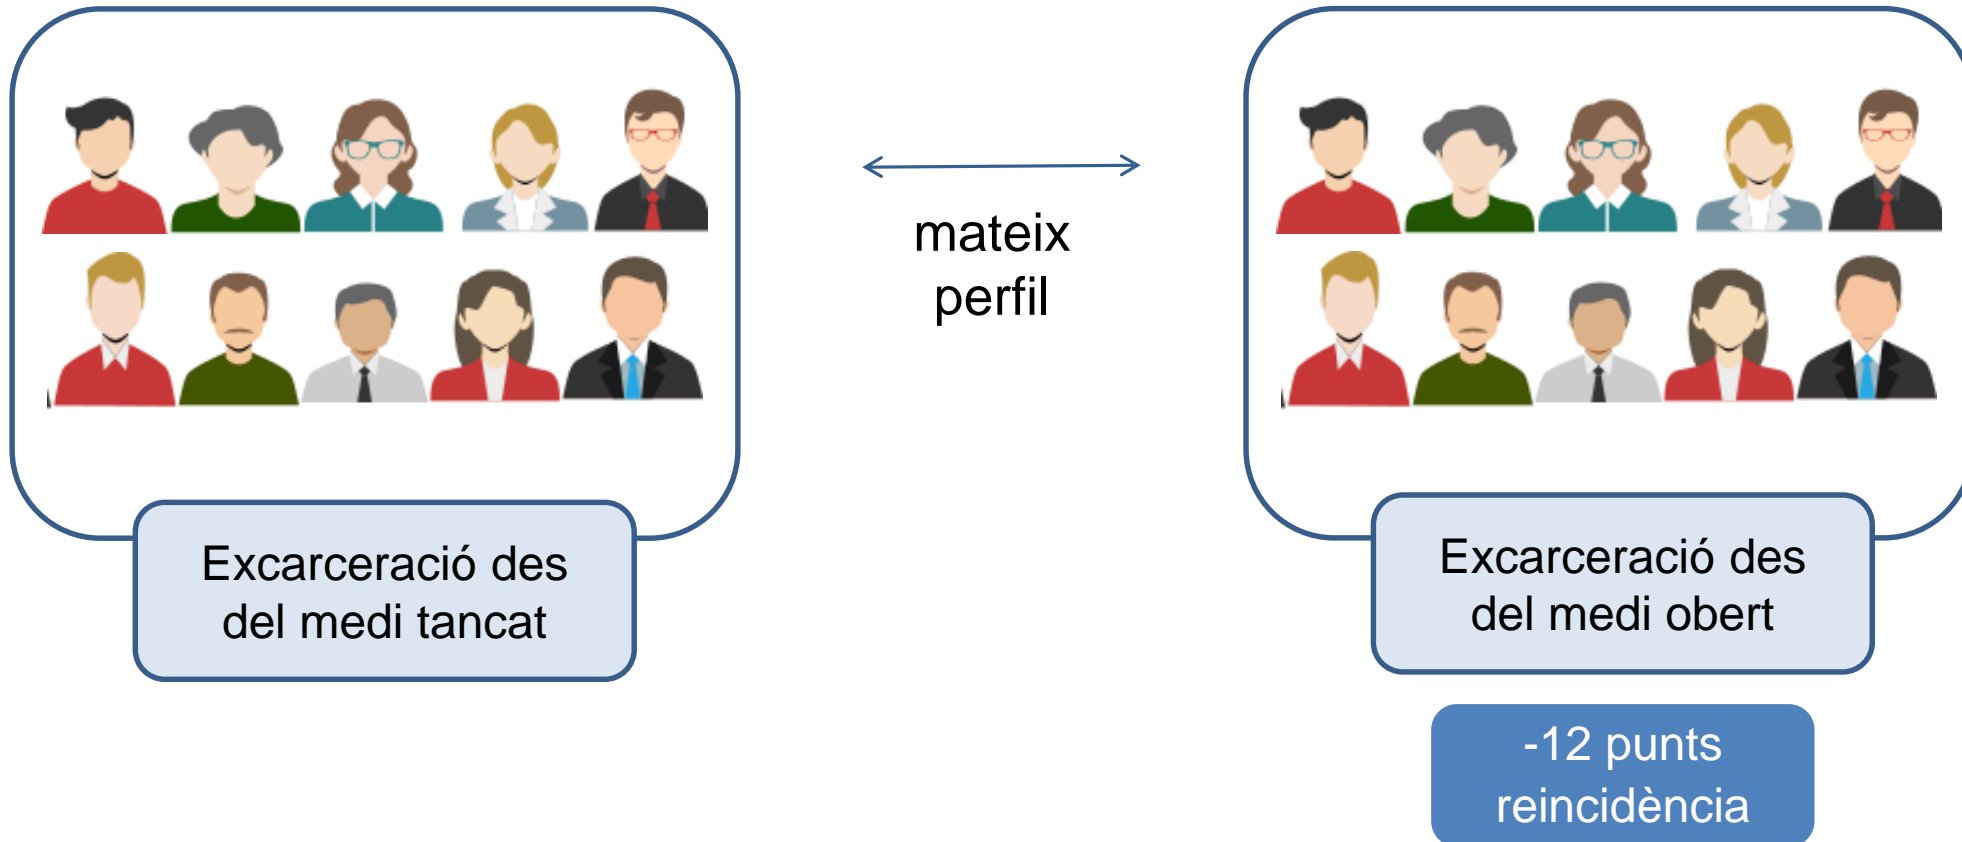 mateix
perfil
Excarceració des
del medi tancat
Excarceració des
del medi obert
-12 punts
reincidència